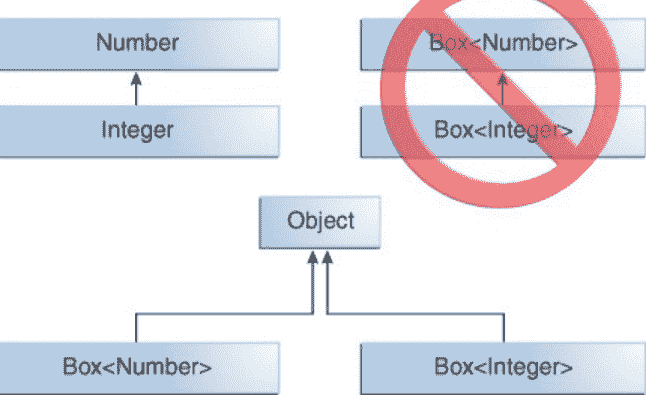 Number
Box<Number>
Integer
Box<Integer>
Object
Box<Number>
Box<Integer>